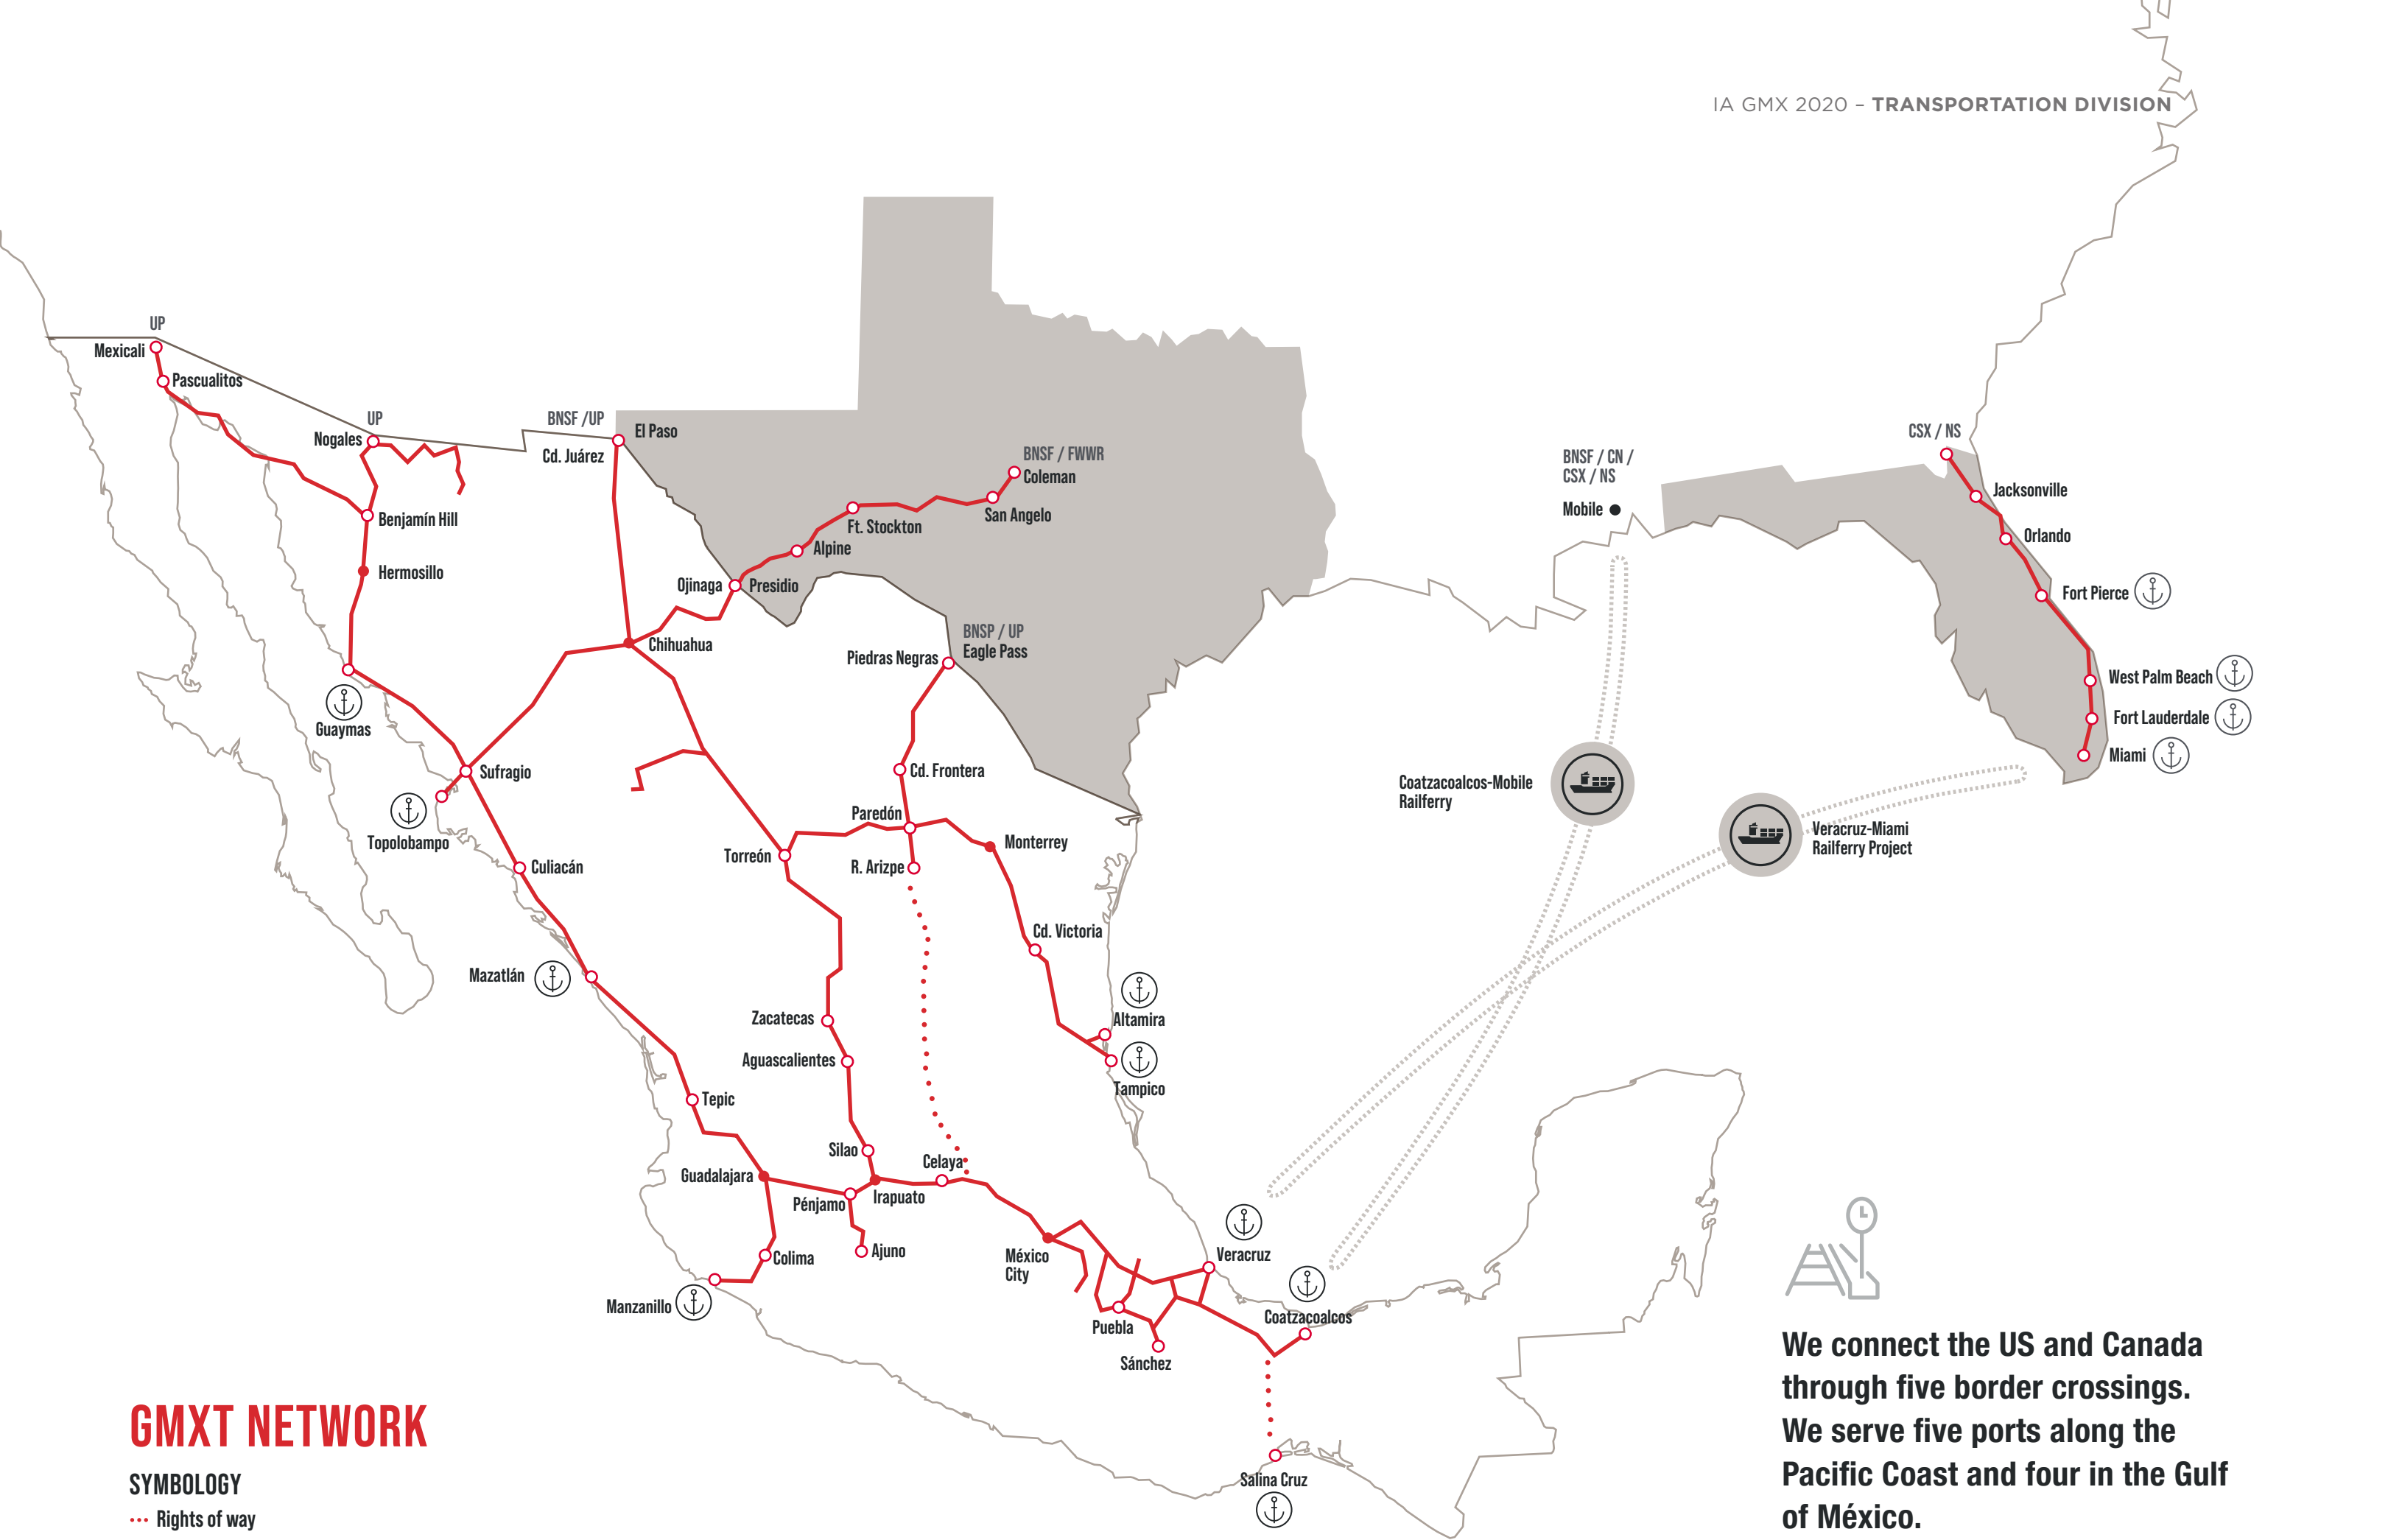 IA GMX 2020 – TRANSPORTATION DIVISION
UP
Mexicali
Pascualitos
UP
Nogales
BNSF /UP
El Paso
Cd. Juárez
BNSF / FWWR
Coleman
San Angelo
Ft. Stockton
Alpine
Ojinaga
Presidio
Benjamín Hill
Hermosillo
Chihuahua
BNSP / UP
Eagle Pass
Piedras Negras
Guaymas
Sufragio
Topolobampo
Cd. Frontera
Paredón
Monterrey
Torreón
R. Arizpe
Culiacán
Cd. Victoria
Mazatlán
Zacatecas
Altamira
Aguascalientes
Tampico
Tepic
Silao
Celaya
Guadalajara
Pénjamo
Irapuato
Ajuno
Colima
Manzanillo
México
City
Veracruz
Puebla
Sánchez
Coatzacoalcos
Salina Cruz
BNSF / CN /
CSX / NS
Mobile
CSX / NS
Jacksonville
Orlando
Fort Pierce
West Palm Beach
Fort Lauderdale
Miami
Coatzacoalcos-Mobile
Railferry
Veracruz-Miami
Railferry Project
GMXT NETWORK
SYMBOLOGY
Rights of way
We connect the US and Canada
through five border crossings.
We serve five ports along the
Pacific Coast and four in the Gulf
of México.